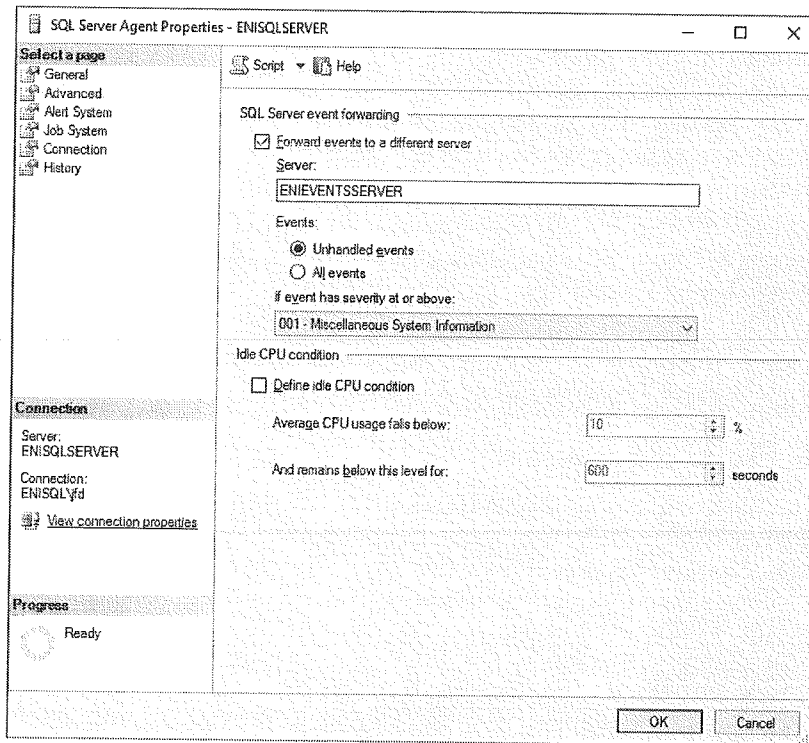 SQL Server Agent Properties - ENISQLSERVER
Select a page
General
Advanced
Alert System
Job System
Connection
History
Script Help
SQL Server event forwarding
Forward events to a different server
Server:
ENIEVENTSSERVER
Events:
Unhandled events
All events
If event has severity at or above:
001 - Miscellaneous System Information
Idle CPU condition
Define idle CPU condition
Average CPU usage falls below:
10 %
And remains below this level for:
600 seconds
Connection
Server:
ENISQLSERVER
Connection:
ENISQL\jfd
View connection properties
Progress
Ready
OK Cancel